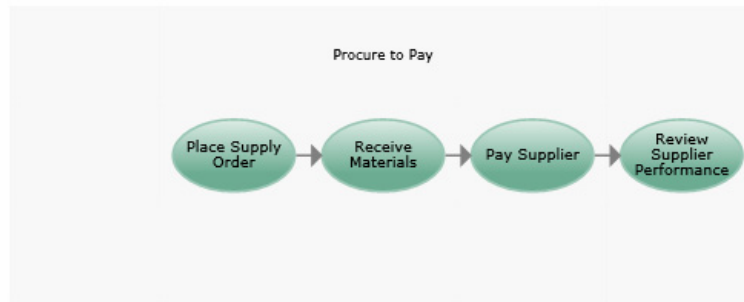 Procure to Pay
Place Supply
Order
Receive
Materials
Pay Supplier
Review
Supplier
Performance